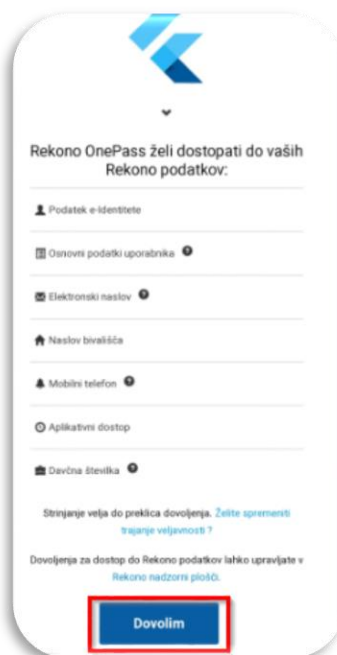 Rekono OnePass želi dostopati do vaših
Rekono podatkov:
Podatek e-identitete
Osnovni podatki uporabnika
Elektronski naslov
Naslov bivališča
Mobilni telefon
Aplikativni dostop
Davčna številka
Strinjanje velja do preklica dovoljenja. Želite spremeniti
trajanje veljavnosti ?
Dovoljenja za dostop do Rekono podatkov lahko upravljate v
Rekono nadzorni plošči.
Dovolim